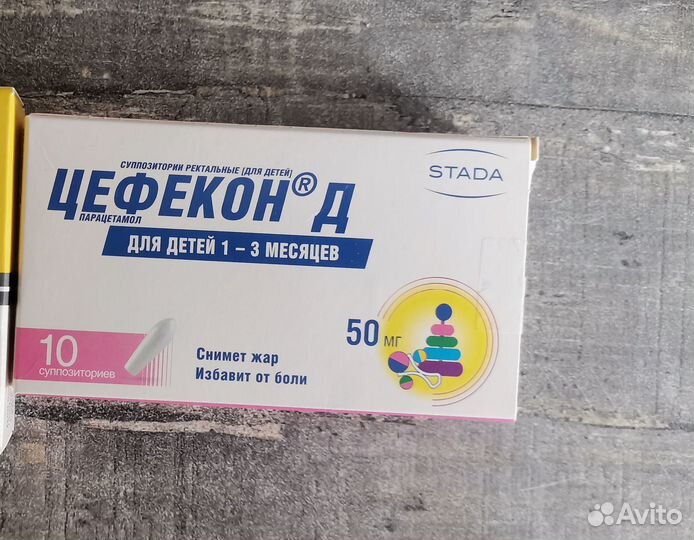 СУППОЗИТОРИИ РЕКТАЛЬНЫЕ (ДЛЯ ДЕТЕЙ)
ЦЕФЕКОН® Д
ПАРАЦЕТАМОЛ
ДЛЯ ДЕТЕЙ 1 – 3 МЕСЯЦЕВ
STADA
50 МГ
10
суппозиториев
Снимет жар
Избавит от боли
Avito